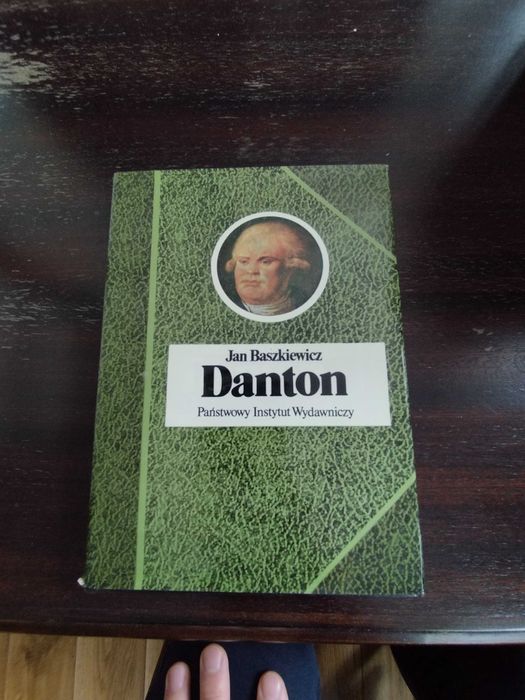 Jan Baszkiewicz
Danton
Państwowy Instytut Wydawniczy